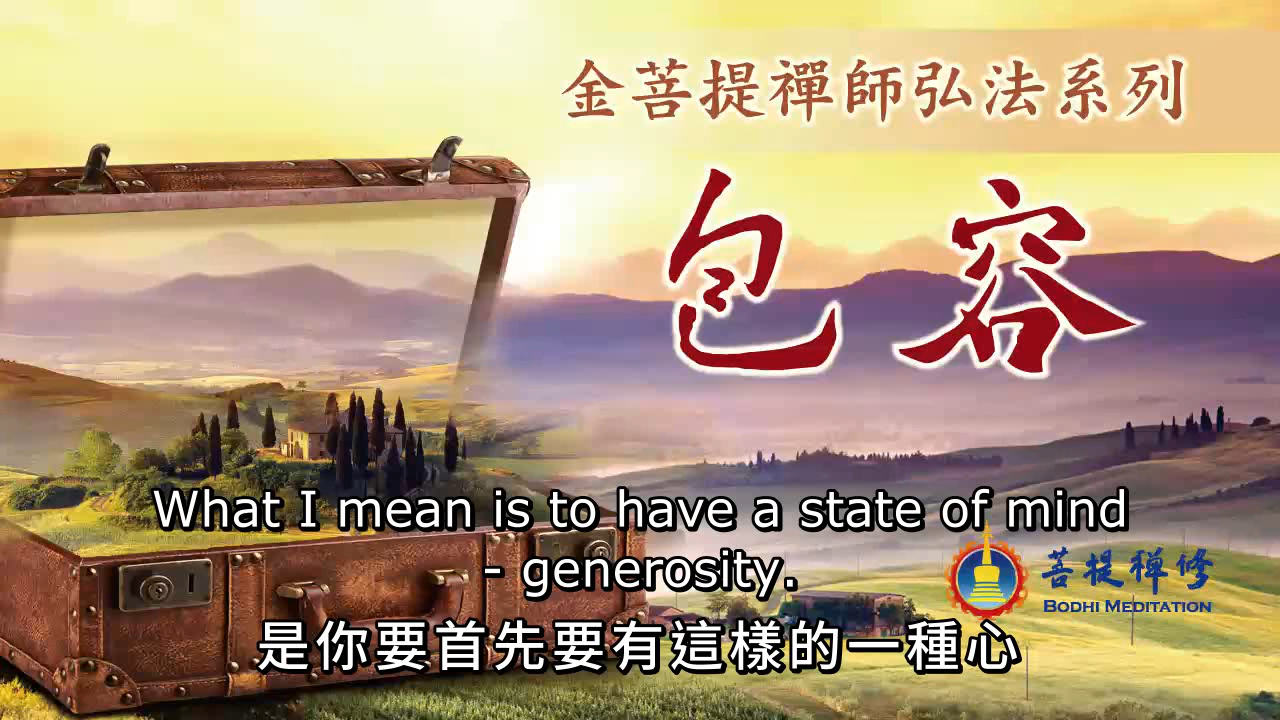 金菩提禪師弘法系列
包容
What I mean is to have a state of mind
- generosity.
菩提禪修
BODHI MEDITATION
是你要首先要有這樣的一種心